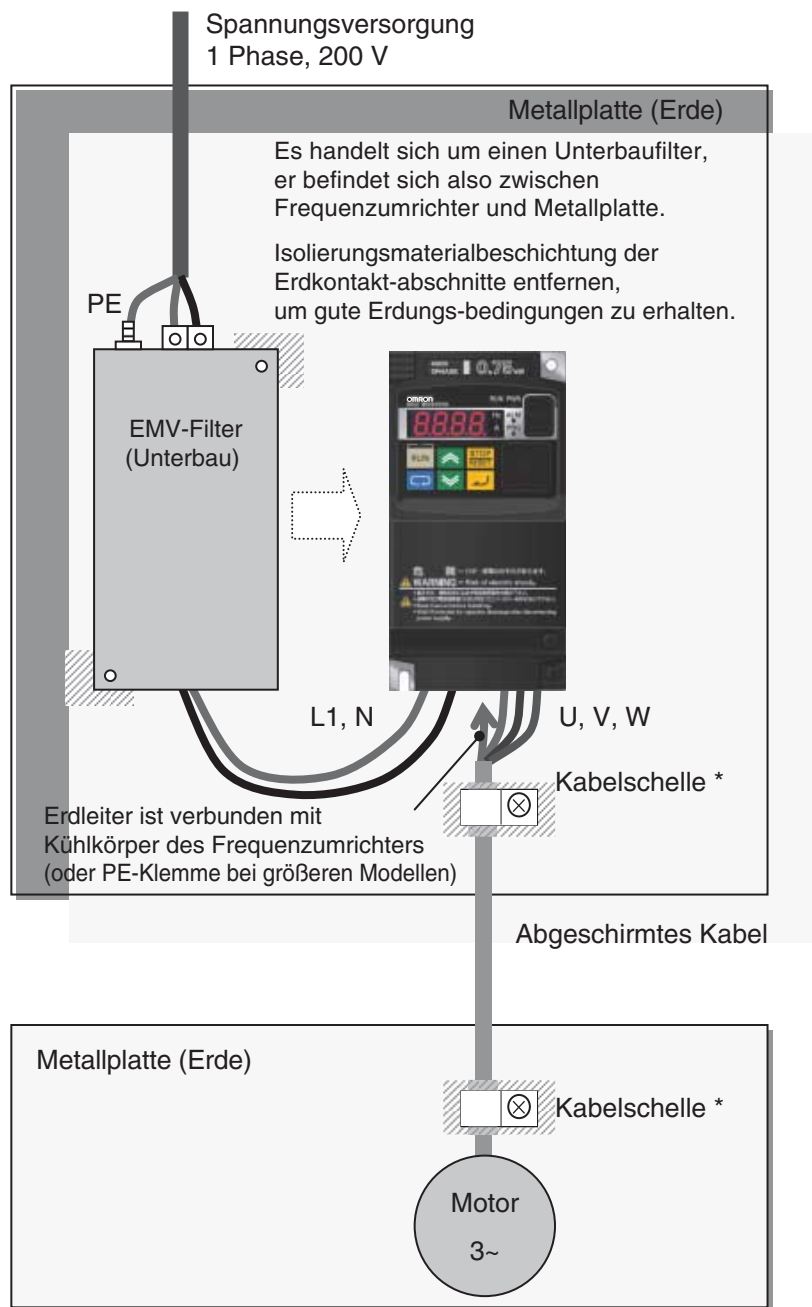 Spannungsversorgung
1 Phase, 200 V
Metallplatte (Erde)
Es handelt sich um einen Unterbaufilter,
er befindet sich also zwischen
Frequenzumrichter und Metallplatte.
Isolierungsmaterialbeschichtung der
Erdkontakt-abschnitte entfernen,
um gute Erdungs-bedingungen zu erhalten.
PE
EMV-Filter
(Unterbau)
OMRON
8.8.8.8.
RUN
STOP
RESET
WARNING
L1, N
U, V, W
Kabelschelle *
Erdleiter ist verbunden mit
Kühlkörper des Frequenzumrichters
(oder PE-Klemme bei größeren Modellen)
Abgeschirmtes Kabel
Metallplatte (Erde)
Kabelschelle *
Motor
3~